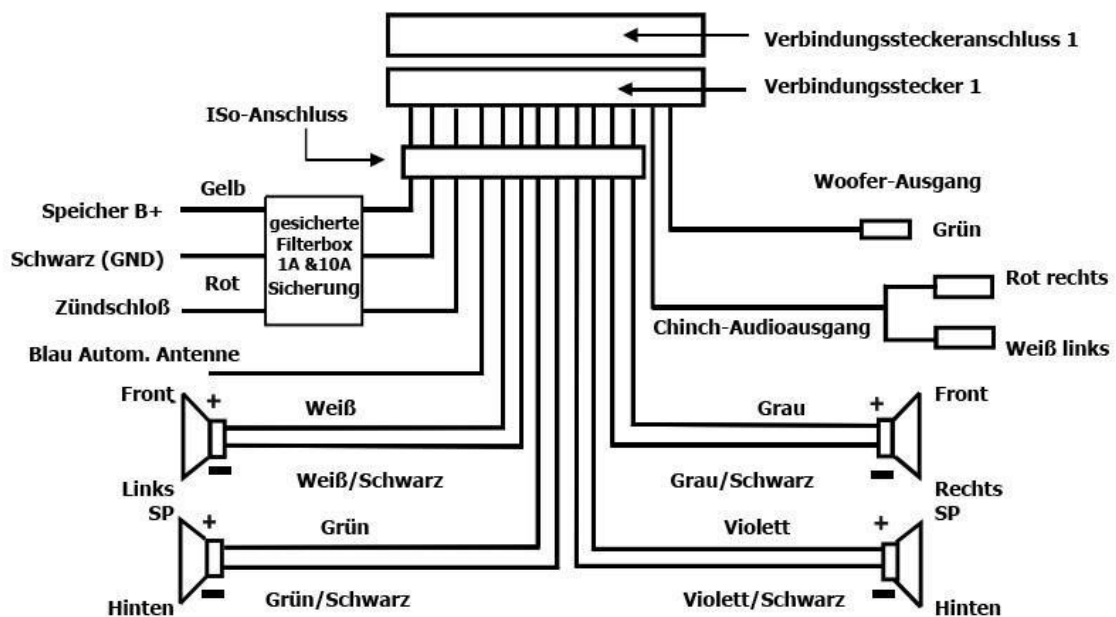 Verbindungssteckeranschluss 1
Verbindungsstecker 1
ISo-Anschluss
Gelb
Speicher B+
Schwarz (GND)
Rot
Zündschloß
gesicherte
Filterbox
1A &10A
Sicherung
Woofer-Ausgang
Grün
Rot rechts
Chinch-Audioausgang
Weiß links
Blau Autom. Antenne
Front
+
Weiß
Weiß/Schwarz
Links
SP
+
Grün
Grün/Schwarz
Hinten
Grau
+
Front
Grau/Schwarz
Rechts
SP
Violett
+
Violett/Schwarz
Hinten